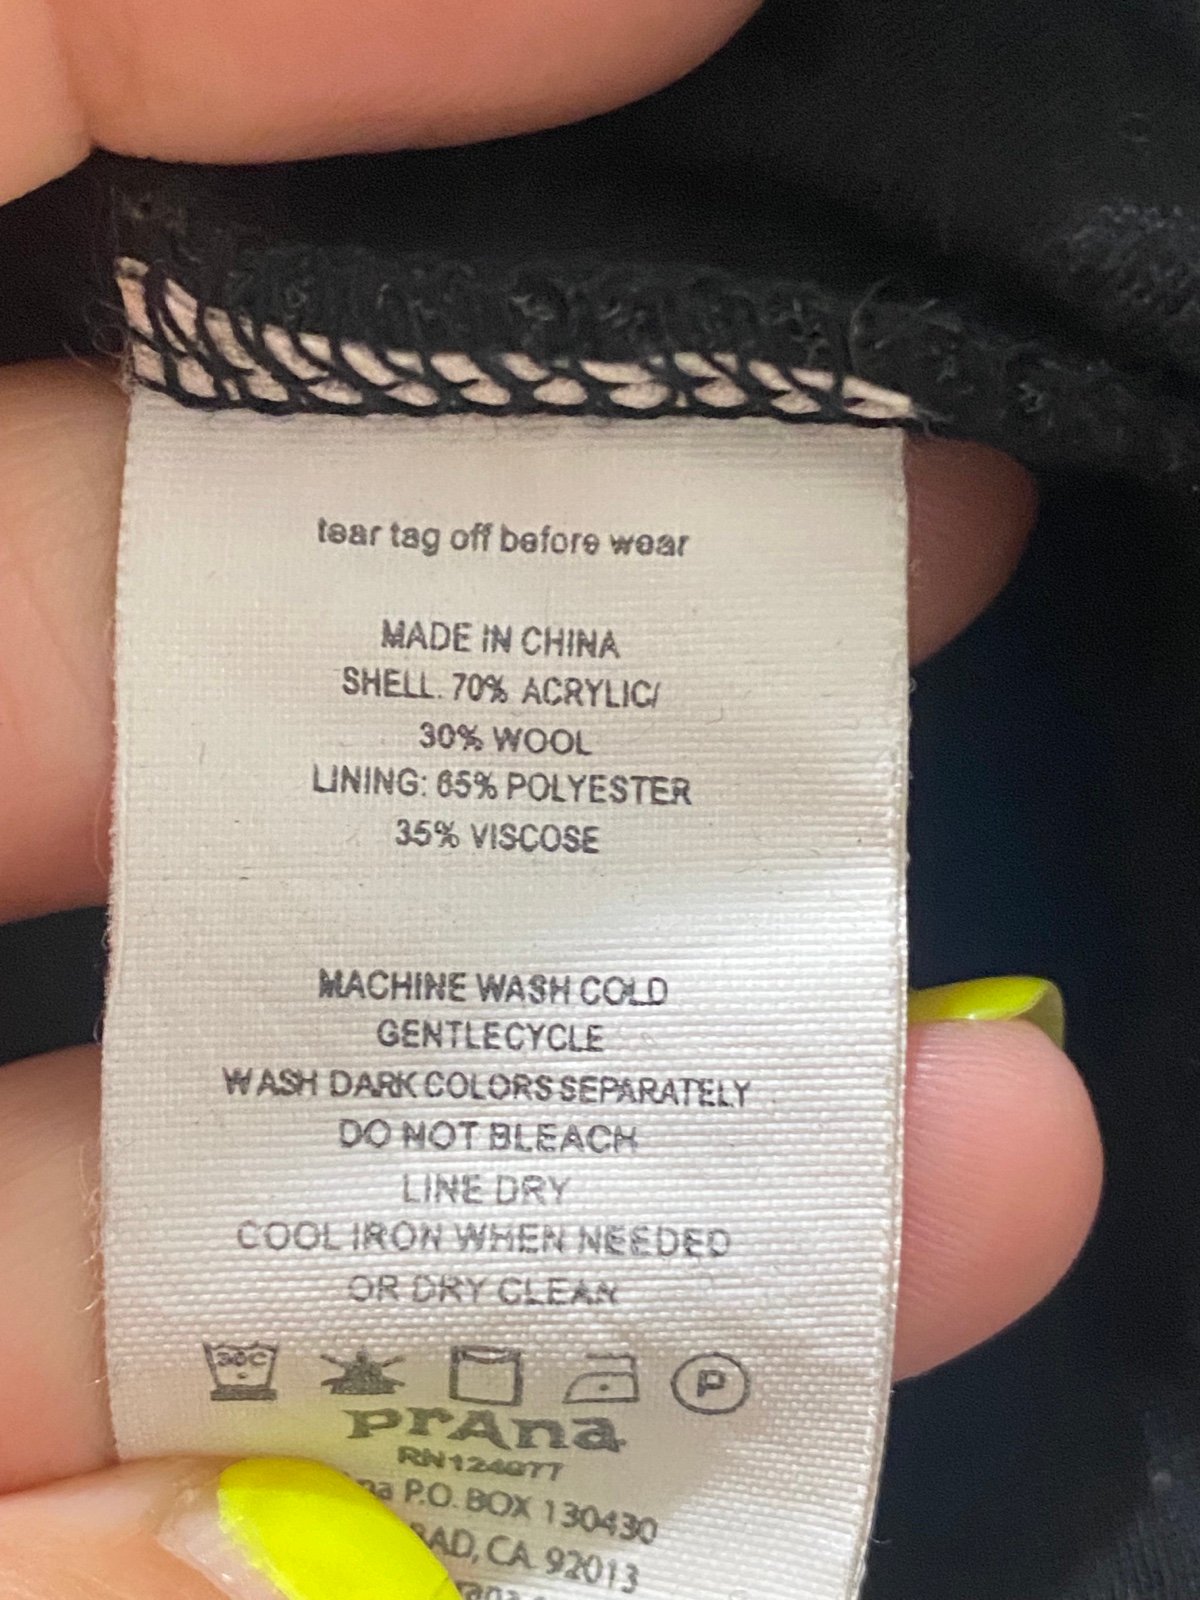 tear tag off before wear
MADE IN CHINA
SHELL. 70% ACRYLIC/
30% WOOL
LINING: 65% POLYESTER
35% VISCOSE
MACHINE WASH COLD
GENTLECYCLE
WASH DARK COLORS SEPARATELY
DO NOT BLEACH
LINE DRY
COOL IRON WHEN NEEDED
OR DRY CLEAN
30C
P
prAna
P.O. BOX 130430
CA 92013